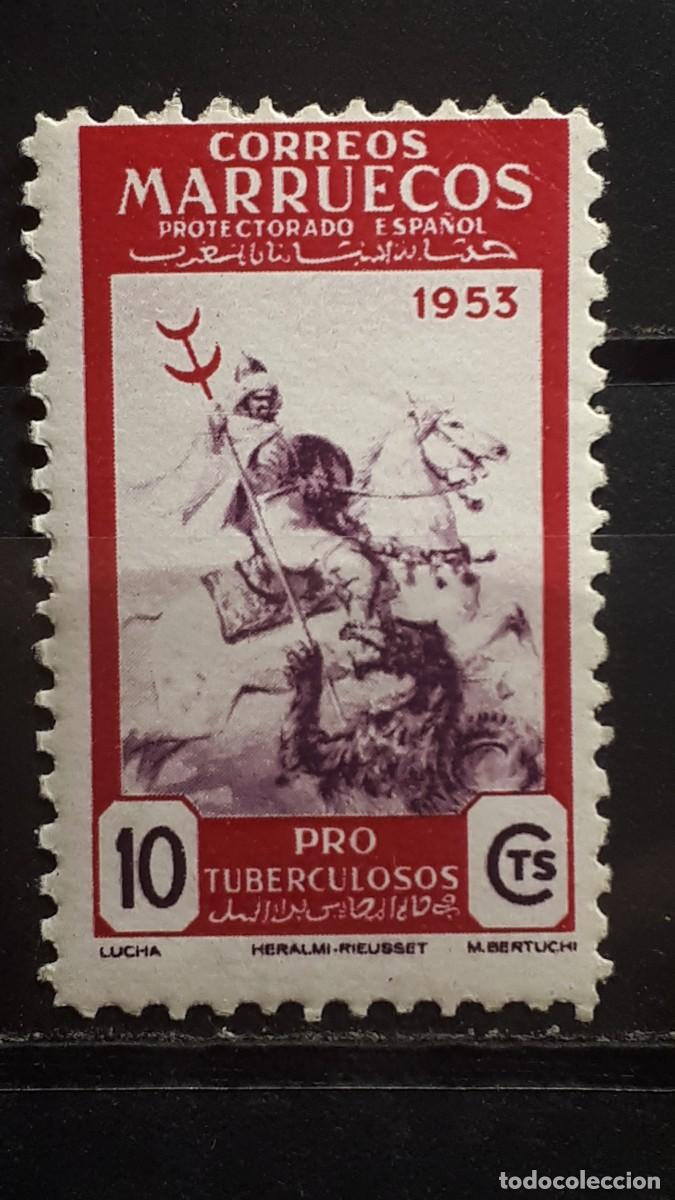 CORREOS
MARRUECOS
PROTECTORADO ESPAÑOL
1953
10
PRO
TUBERCULOSOS
CTS
LUCHA HERALMI-RIEUSSET M.BERTUCHI
todocoleccion